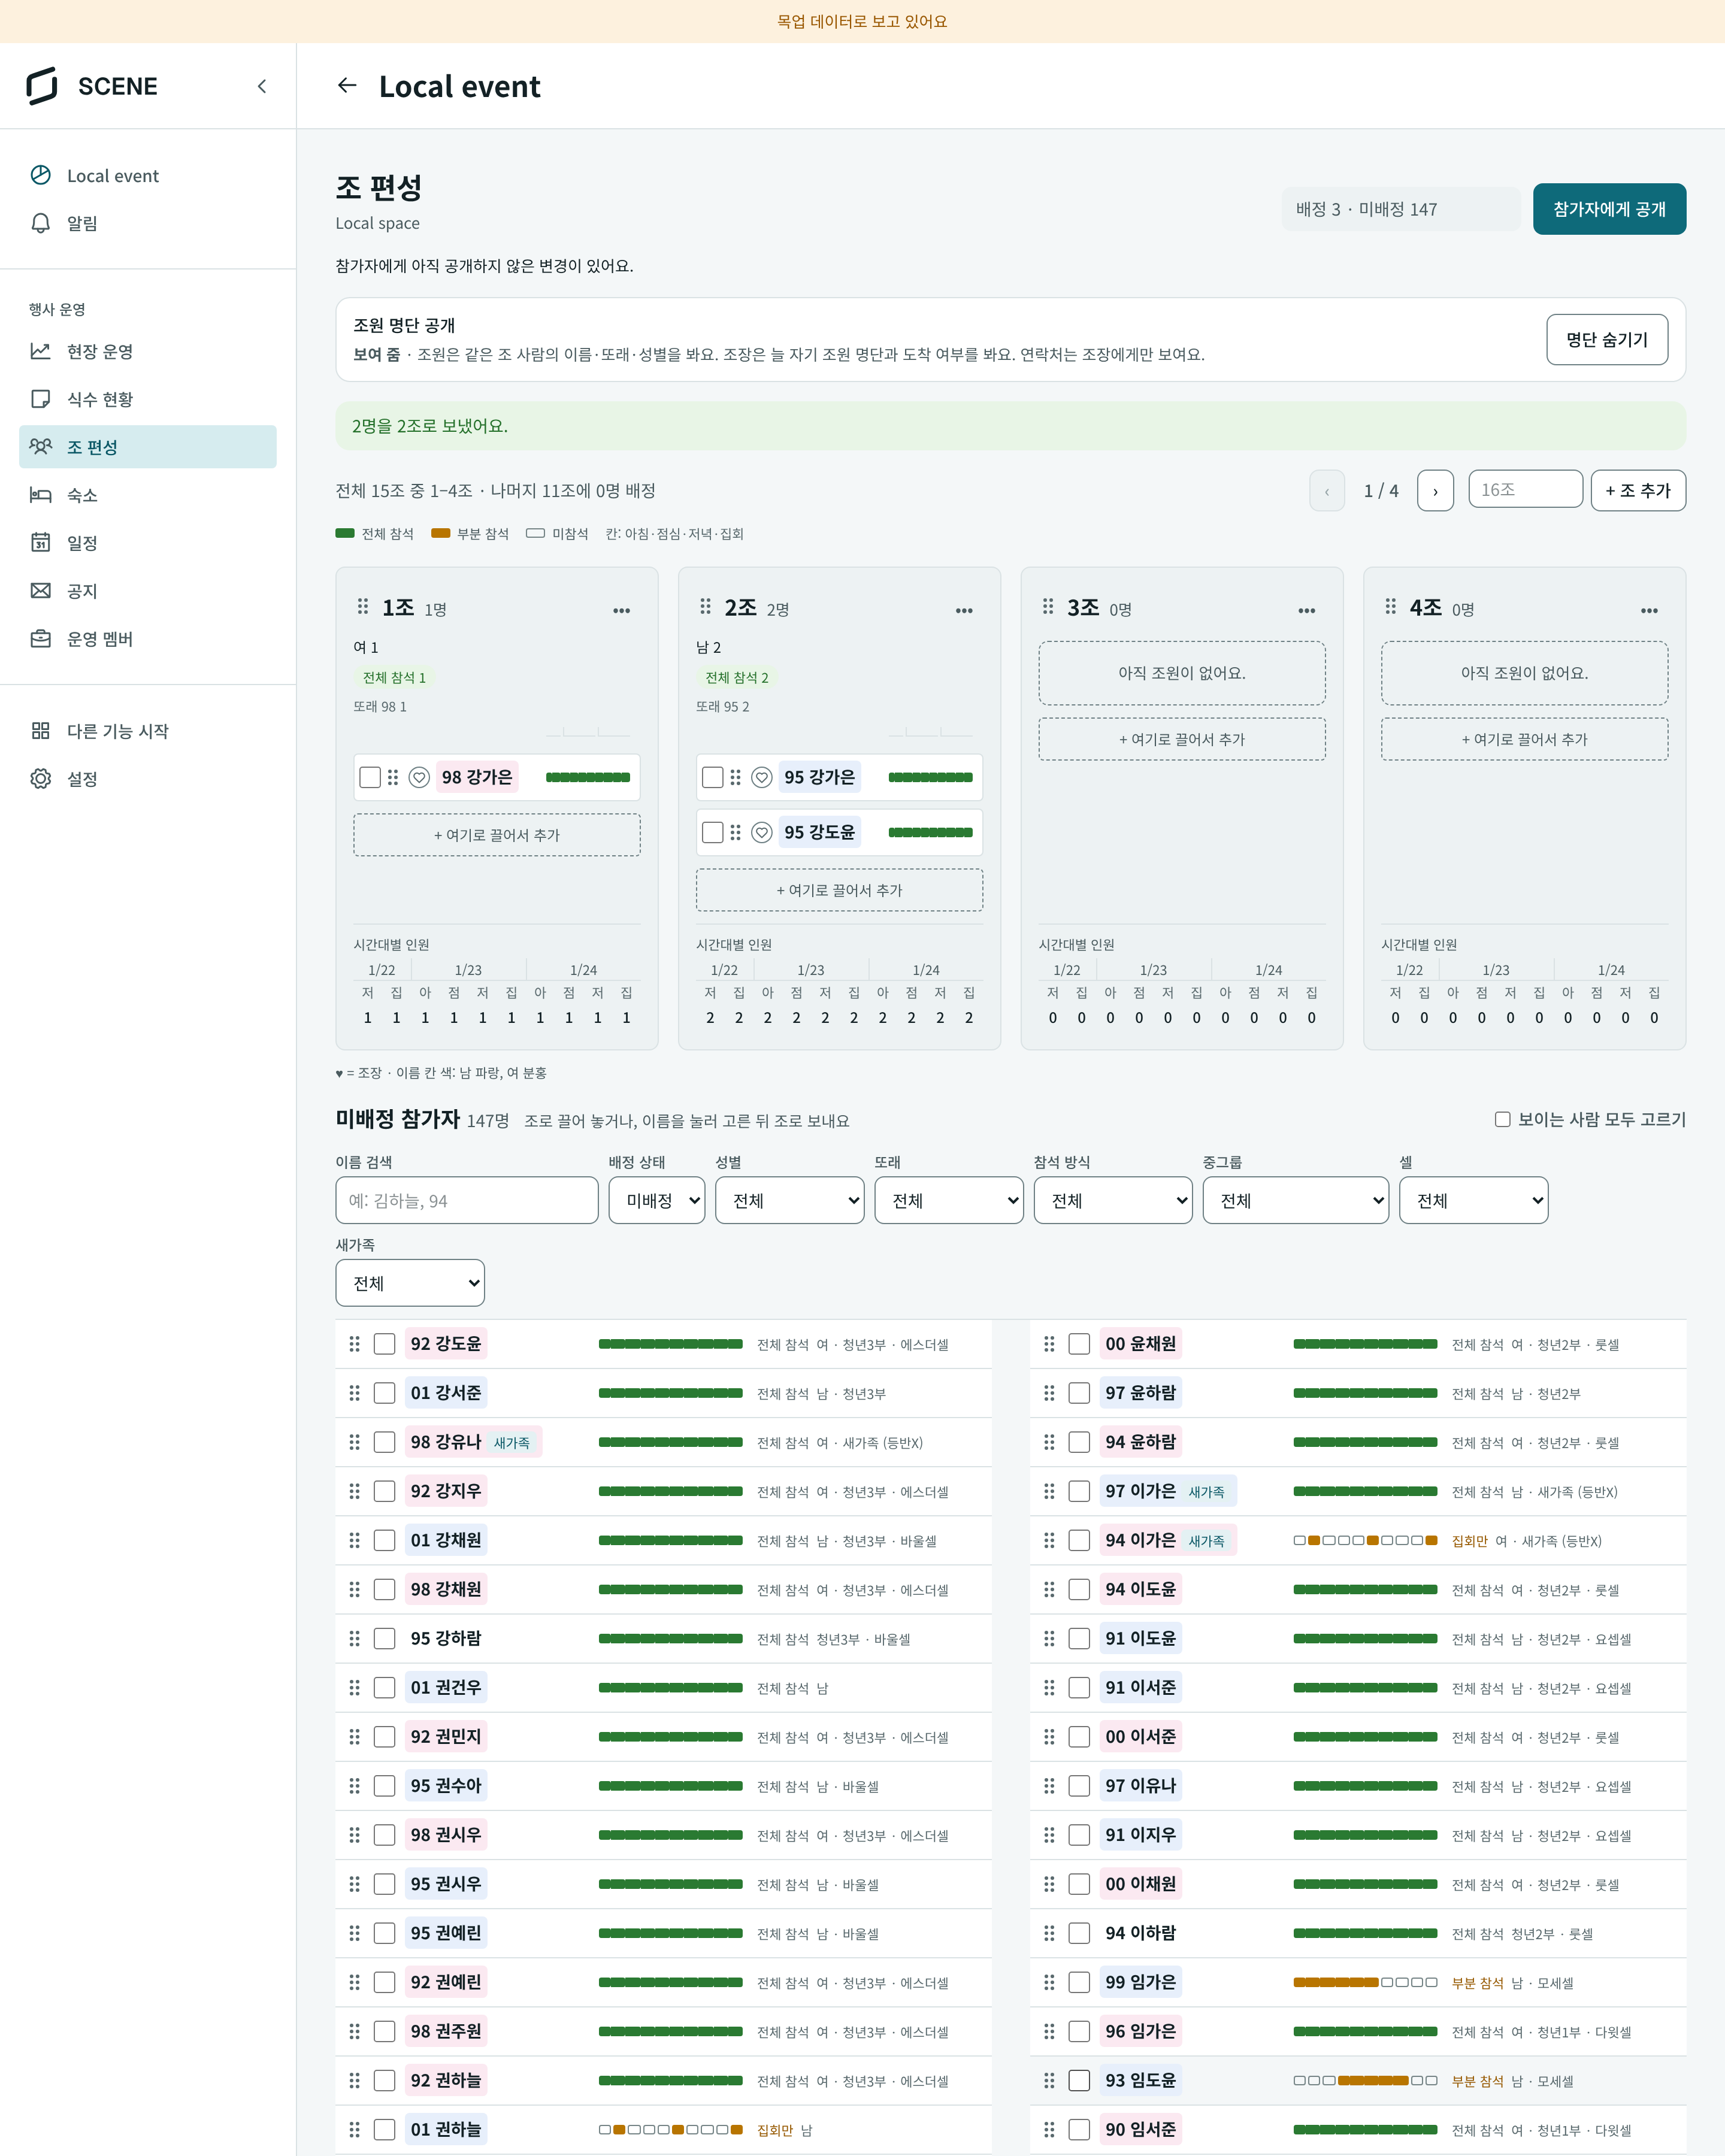 목업 데이터로 보고 있어요
SCENE
Local event
Local event
알림
행사 운영
현장 운영
식수 현황
조 편성
숙소
일정
공지
운영 멤버
다른 기능 시작
설정
조 편성
Local space
배정 3 · 미배정 147
참가자에게 공개
참가자에게 아직 공개하지 않은 변경이 있어요.
조원 명단 공개
보여 줌 · 조원은 같은 조 사람의 이름·또래·성별을 봐요. 조장은 늘 자기 조원 명단과 도착 여부를 봐요. 연락처는 조장에게만 보여요.
명단 숨기기
2명을 2조로 보냈어요.
전체 15조 중 1–4조 · 나머지 11조에 0명 배정
‹ 1 / 4 › 16조 + 조 추가
전체 참석 부분 참석 미참석 칸: 아침·점심·저녁·집회
1조 1명
여 1
전체 참석 1
또래 98 1
98 강가은
+ 여기로 끌어서 추가
시간대별 인원
1/22 1/23 1/24
저 집 아 점 저 집 아 점 저 집
1 1 1 1 1 1 1 1 1 1
2조 2명
남 2
전체 참석 2
또래 95 2
95 강가은
95 강도윤
+ 여기로 끌어서 추가
시간대별 인원
1/22 1/23 1/24
저 집 아 점 저 집 아 점 저 집
2 2 2 2 2 2 2 2 2 2
3조 0명
아직 조원이 없어요.
+ 여기로 끌어서 추가
시간대별 인원
1/22 1/23 1/24
저 집 아 점 저 집 아 점 저 집
0 0 0 0 0 0 0 0 0 0
4조 0명
아직 조원이 없어요.
+ 여기로 끌어서 추가
시간대별 인원
1/22 1/23 1/24
저 집 아 점 저 집 아 점 저 집
0 0 0 0 0 0 0 0 0 0
♥ = 조장 · 이름 칸 색: 남 파랑, 여 분홍
미배정 참가자 147명 조로 끌어 놓거나, 이름을 눌러 고른 뒤 조로 보내요
보이는 사람 모두 고르기
이름 검색 배정 상태 성별 또래 참석 방식 중그룹 셀
예: 김하늘, 94 미배정 전체 전체 전체 전체 전체
새가족
전체
92 강도윤 전체 참석 여 · 청년3부 · 에스더셀
01 강서준 전체 참석 남 · 청년3부
98 강유나 새가족 전체 참석 여 · 새가족 (등반X)
92 강지우 전체 참석 여 · 청년3부 · 에스더셀
01 강채원 전체 참석 남 · 청년3부 · 바울셀
98 강채원 전체 참석 여 · 청년3부 · 에스더셀
95 강하람 전체 참석 청년3부 · 바울셀
01 권건우 전체 참석 남
92 권민지 전체 참석 여 · 청년3부 · 에스더셀
95 권수아 전체 참석 남 · 바울셀
98 권시우 전체 참석 여 · 청년3부 · 에스더셀
95 권시우 전체 참석 남 · 바울셀
95 권예린 전체 참석 남 · 바울셀
92 권예린 전체 참석 여 · 청년3부 · 에스더셀
98 권주원 전체 참석 여 · 청년3부 · 에스더셀
92 권하늘 전체 참석 여 · 청년3부 · 에스더셀
01 권하늘 집회만 남
00 윤채원 전체 참석 여 · 청년2부 · 룻셀
97 윤하람 전체 참석 남 · 청년2부
94 윤하람 전체 참석 여 · 청년2부 · 룻셀
97 이가은 새가족 전체 참석 남 · 새가족 (등반X)
94 이가은 새가족 집회만 여 · 새가족 (등반X)
94 이도윤 전체 참석 여 · 청년2부 · 룻셀
91 이도윤 전체 참석 남 · 청년2부 · 요셉셀
91 이서준 전체 참석 남 · 청년2부 · 요셉셀
00 이서준 전체 참석 여 · 청년2부 · 룻셀
97 이유나 전체 참석 남 · 청년2부 · 요셉셀
91 이지우 전체 참석 남 · 청년2부 · 요셉셀
00 이채원 전체 참석 여 · 청년2부 · 룻셀
94 이하람 전체 참석 청년2부 · 룻셀
99 임가은 부분 참석 남 · 모세셀
96 임가은 전체 참석 여 · 청년1부 · 다윗셀
93 임도윤 부분 참석 남 · 모세셀
90 임서준 전체 참석 여 · 청년1부 · 다윗셀